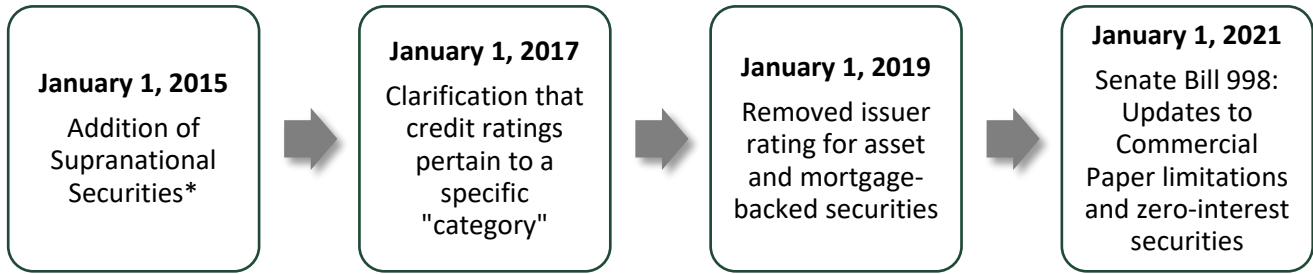 January 1, 2015
Addition of
Supranational
Securities*
January 1, 2017
Clarification that
credit ratings
pertain to a
specific
"category"
January 1, 2019
Removed issuer
rating for asset
and mortgage-
backed securities
January 1, 2021
Senate Bill 998:
Updates to
Commercial
Paper limitations
and zero-interest
securities